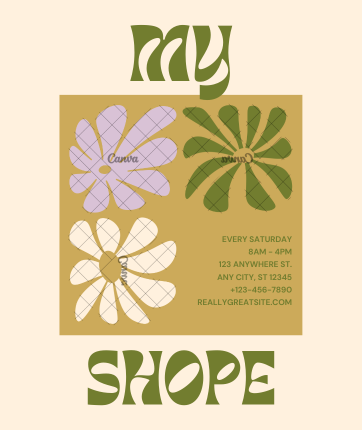 My
Canva
Canva
Canva
EVERY SATURDAY
8AM - 4PM
123 ANYWHERE ST.
ANY CITY, ST 12345
+123-456-7890
REALLYGREATSITE.COM
SHOPE